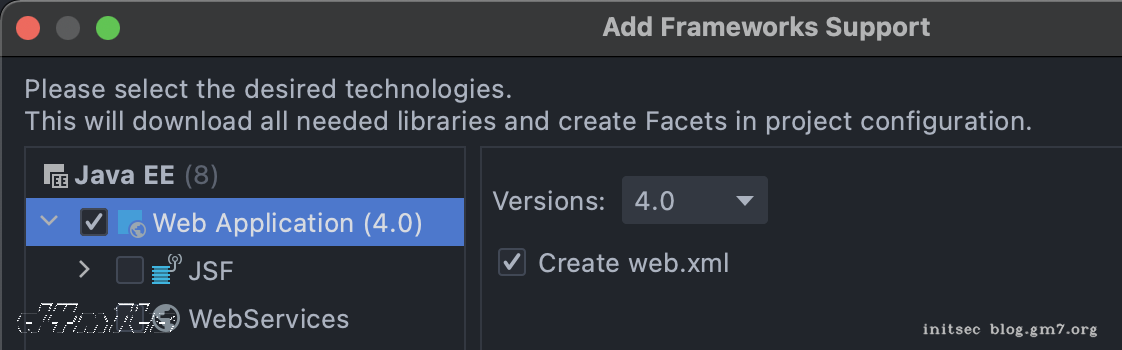 Add Frameworks Support
Please select the desired technologies.
This will download all needed libraries and create Facets in project configuration.
Java EE (8)
Web Application (4.0)
JSF
WebServices
Versions: 4.0
Create web.xml
initsec blog.gm7.org